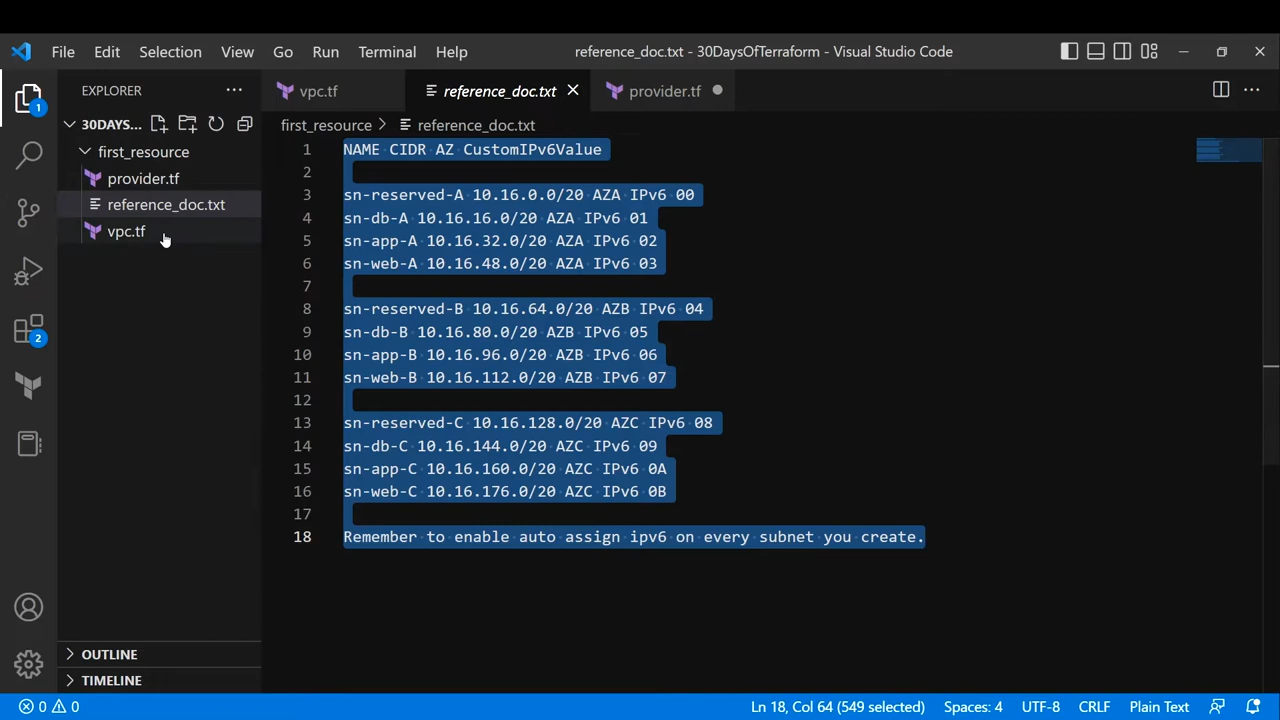 File Edit Selection View Go Run Terminal Help reference_doc.txt - 30DaysOfTerraform - Visual Studio Code
EXPLORER
vpc.tf reference_doc.txt provider.tf
30DAYS...
first_resource > reference_doc.txt
first_resource
provider.tf
reference_doc.txt
vpc.tf
1
2
1 NAME CIDR AZ CustomIPv6Value
2
3 sn-reserved-A 10.16.0.0/20 AZA IPv6 00
4 sn-db-A 10.16.16.0/20 AZA IPv6 01
5 sn-app-A 10.16.32.0/20 AZA IPv6 02
6 sn-web-A 10.16.48.0/20 AZA IPv6 03
7
8 sn-reserved-B 10.16.64.0/20 AZB IPv6 04
9 sn-db-B 10.16.80.0/20 AZB IPv6 05
10 sn-app-B 10.16.96.0/20 AZB IPv6 06
11 sn-web-B 10.16.112.0/20 AZB IPv6 07
12
13 sn-reserved-C 10.16.128.0/20 AZC IPv6 08
14 sn-db-C 10.16.144.0/20 AZC IPv6 09
15 sn-app-C 10.16.160.0/20 AZC IPv6 0A
16 sn-web-C 10.16.176.0/20 AZC IPv6 0B
17
18 Remember to enable auto assign ipv6 on every subnet you create.
OUTLINE
TIMELINE
0 0 Ln 18, Col 64 (549 selected) Spaces: 4 UTF-8 CRLF Plain Text